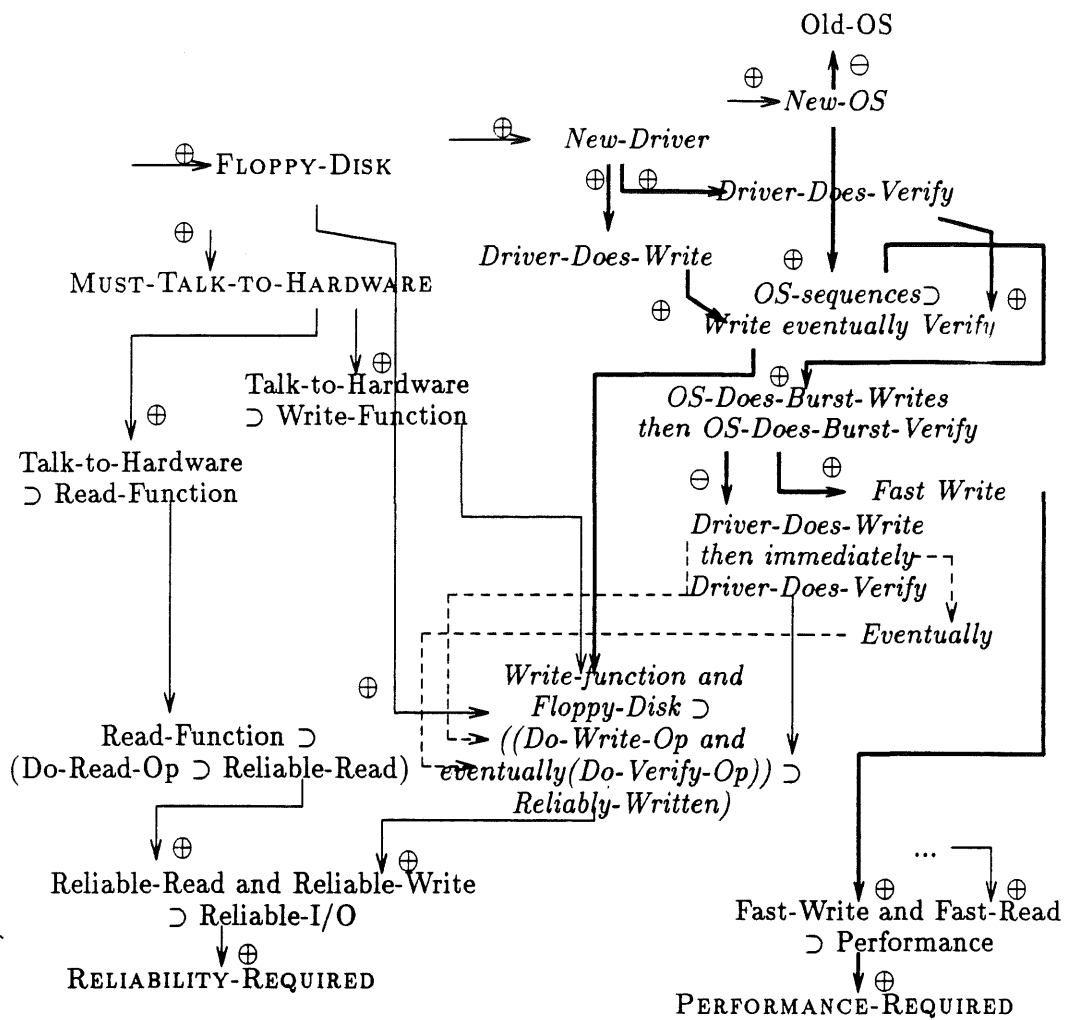 Old-OS
⊖
⊕
New-OS
⊕
New-Driver
⊕
FLOPPY-DISK
⊕ ⊕
Driver-Does-Verify
⊕
Driver-Does-Write
⊕
MUST-TALK-TO-HARDWARE
OS-sequences⊃
⊕
⊕
Write eventually Verify
⊕
Talk-to-Hardware
⊃ Write-Function
⊕
OS-Does-Burst-Writes
then OS-Does-Burst-Verify
⊕
Talk-to-Hardware
⊃ Read-Function
⊖
⊕
Fast Write
Driver-Does-Write
then immediately
Driver-Does-Verify
Eventually
⊕
Write-function and
Floppy-Disk ⊃
((Do-Write-Op and
eventually(Do-Verify-Op)) ⊃
Reliably-Written)
Read-Function ⊃
(Do-Read-Op ⊃ Reliable-Read)
⊕
⊕
Reliable-Read and Reliable-Write
⊃ Reliable-I/O
⊕
RELIABILITY-REQUIRED
...
⊕
⊕
Fast-Write and Fast-Read
⊃ Performance
⊕
PERFORMANCE-REQUIRED